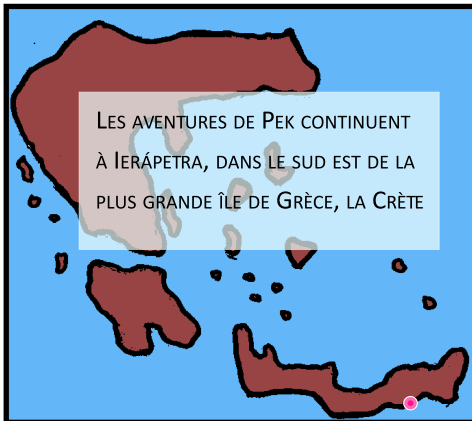 Les aventures de Pek continuent
à Ierápetra, dans le sud est de la
plus grande île de Grèce, la Crète